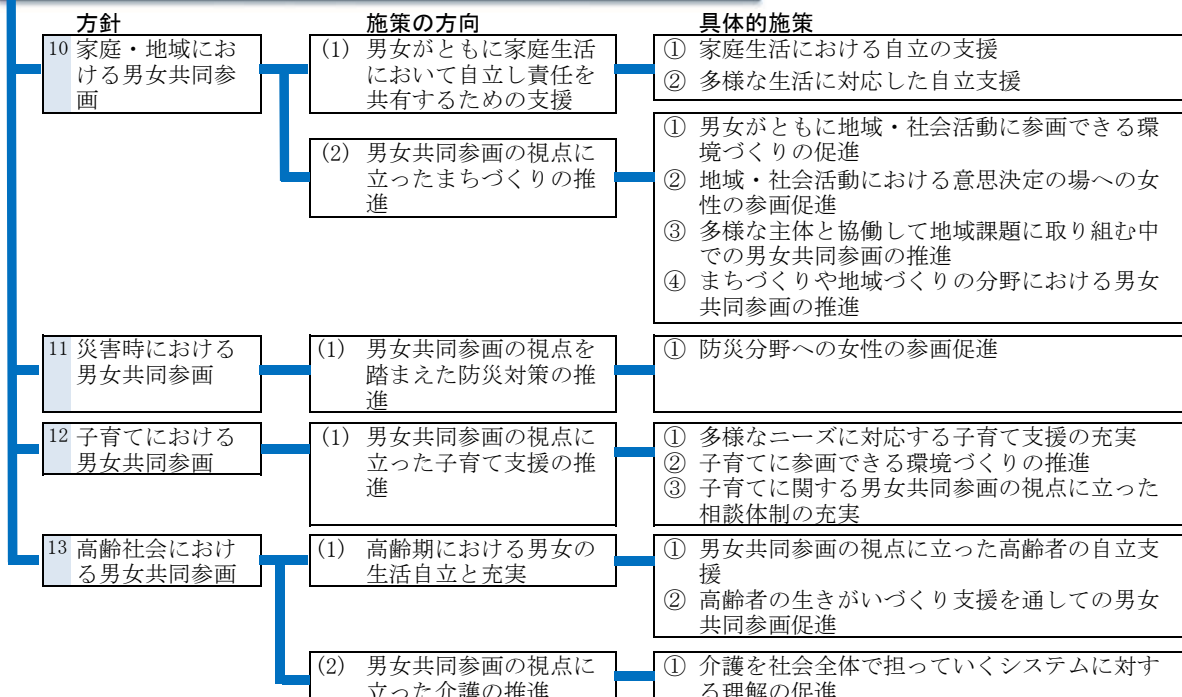 方針 施策の方向 具体的施策
10 家庭・地域にお
ける男女共同参
画
(1) 男女がともに家庭生活
において自立し責任を
共有するための支援
① 家庭生活における自立の支援
② 多様な生活に対応した自立支援
(2) 男女共同参画の視点に
立ったまちづくりの推
進
① 男女がともに地域・社会活動に参画できる環
境づくりの促進
② 地域・社会活動における意思決定の場への女
性の参画促進
③ 多様な主体と協働して地域課題に取り組む中
での男女共同参画の推進
④ まちづくりや地域づくりの分野における男女
共同参画の推進
11 災害時における
男女共同参画
(1) 男女共同参画の視点を
踏まえた防災対策の推
進
① 防災分野への女性の参画促進
12 子育てにおける
男女共同参画
(1) 男女共同参画の視点に
立った子育て支援の推
進
① 多様なニーズに対応する子育て支援の充実
② 子育てに参画できる環境づくりの推進
③ 子育てに関する男女共同参画の視点に立った
相談体制の充実
13 高齢社会におけ
る男女共同参画
(1) 高齢期における男女の
生活自立と充実
① 男女共同参画の視点に立った高齢者の自立支
援
② 高齢者の生きがいづくり支援を通しての男女
共同参画促進
(2) 男女共同参画の視点に
立った介護の推進
① 介護を社会全体で担っていくシステムに対す
る理解の促進